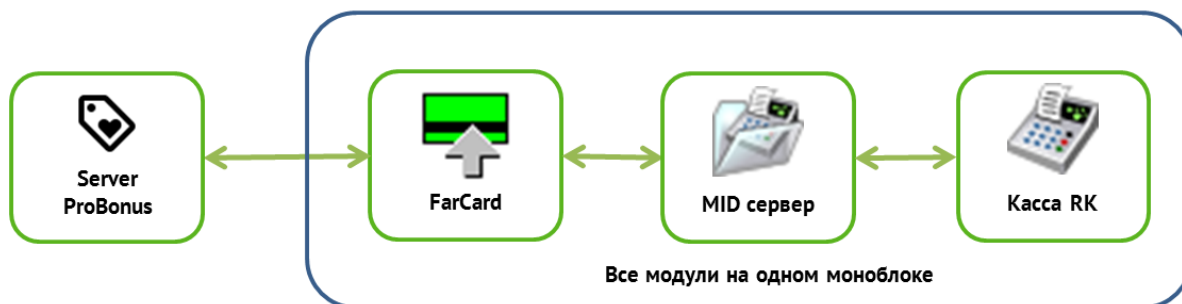 Server
ProBonus
FarCard
MID сервер
Касса RK
Все модули на одном моноблоке